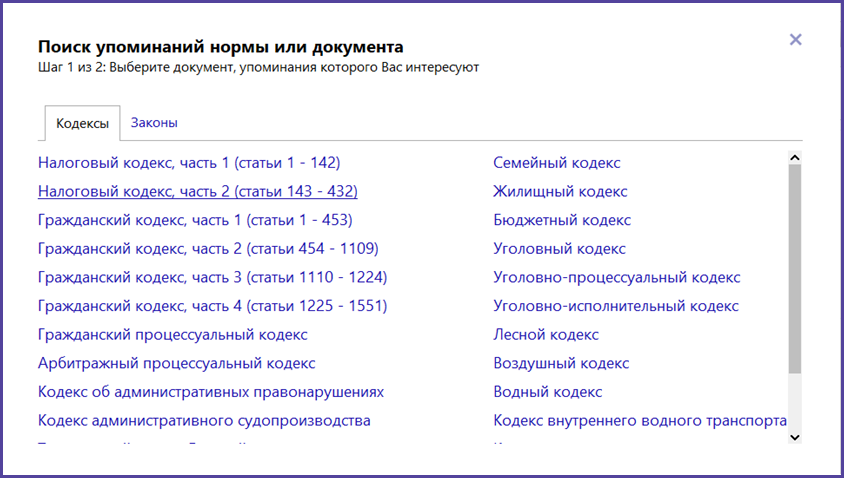 Поиск упоминаний нормы или документа
Шаг 1 из 2: Выберите документ, упоминания которого Вас интересуют
Кодексы
Законы
Налоговый кодекс, часть 1 (статьи 1 - 142)
Налоговый кодекс, часть 2 (статьи 143 - 432)
Гражданский кодекс, часть 1 (статьи 1 - 453)
Гражданский кодекс, часть 2 (статьи 454 - 1109)
Гражданский кодекс, часть 3 (статьи 1110 - 1224)
Гражданский кодекс, часть 4 (статьи 1225 - 1551)
Гражданский процессуальный кодекс
Арбитражный процессуальный кодекс
Кодекс об административных правонарушениях
Кодекс административного судопроизводства
Семейный кодекс
Жилищный кодекс
Бюджетный кодекс
Уголовный кодекс
Уголовно-процессуальный кодекс
Уголовно-исполнительный кодекс
Лесной кодекс
Воздушный кодекс
Водный кодекс
Кодекс внутреннего водного транспорта